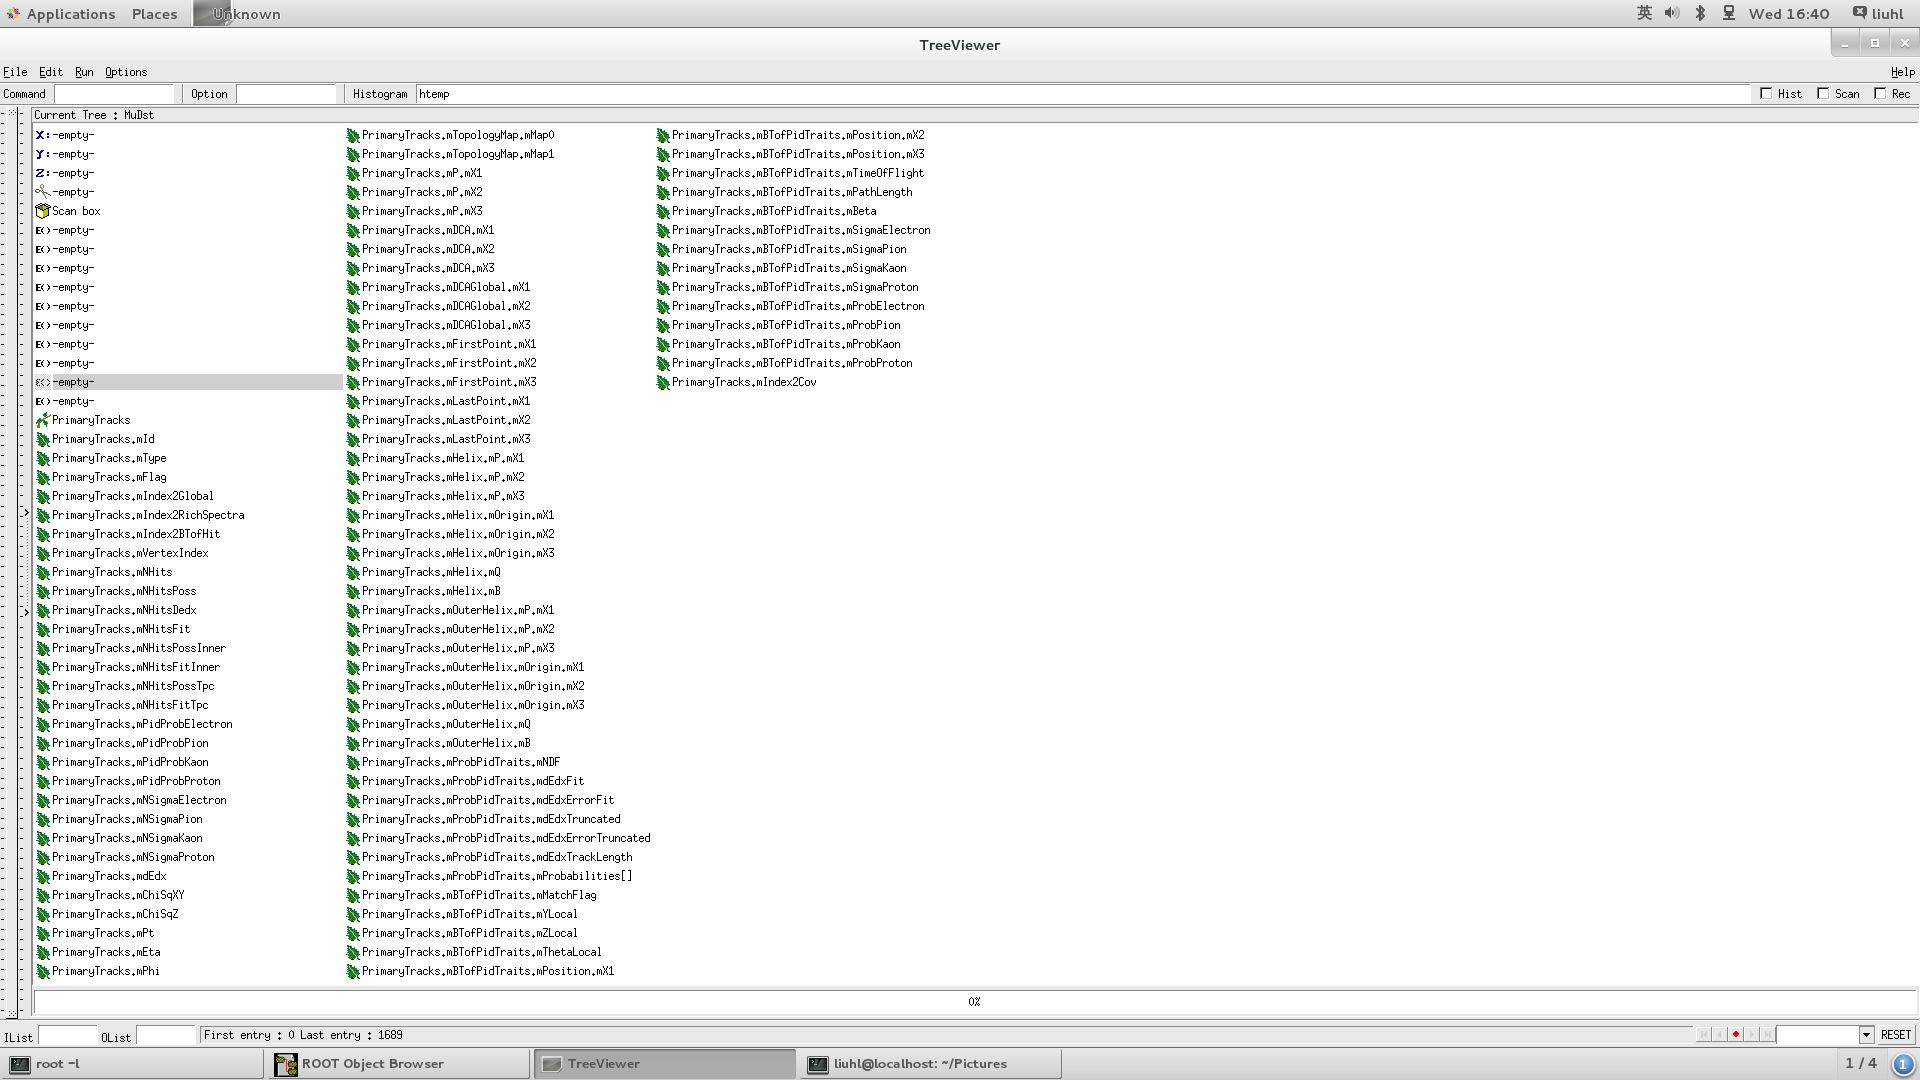 Applications Places Unknown 英 Wed 16:40 liuhl
TreeViewer
File Edit Run Options Help
Command Option Histogram htemp Hist Scan Rec
Current Tree : MuDst
X: -empty-
Y: -empty-
Z: -empty-
-empty-
Scan box
E() -empty-
E() -empty-
E() -empty-
E() -empty-
E() -empty-
E() -empty-
E() -empty-
E() -empty-
E() -empty-
E() -empty-
PrimaryTracks
PrimaryTracks.mId
PrimaryTracks.mType
PrimaryTracks.mFlag
PrimaryTracks.mIndex2Global
PrimaryTracks.mIndex2RichSpectra
PrimaryTracks.mIndex2BTofHit
PrimaryTracks.mVertexIndex
PrimaryTracks.mNHits
PrimaryTracks.mNHitsPoss
PrimaryTracks.mNHitsDedx
PrimaryTracks.mNHitsFit
PrimaryTracks.mNHitsPossInner
PrimaryTracks.mNHitsFitInner
PrimaryTracks.mNHitsPossTpc
PrimaryTracks.mNHitsFitTpc
PrimaryTracks.mPidProbElectron
PrimaryTracks.mPidProbPion
PrimaryTracks.mPidProbKaon
PrimaryTracks.mPidProbProton
PrimaryTracks.mNSigmaElectron
PrimaryTracks.mNSigmaPion
PrimaryTracks.mNSigmaKaon
PrimaryTracks.mNSigmaProton
PrimaryTracks.mdEdx
PrimaryTracks.mChiSqXY
PrimaryTracks.mChiSqZ
PrimaryTracks.mPt
PrimaryTracks.mEta
PrimaryTracks.mPhi
PrimaryTracks.mTopologyMap.mMap0
PrimaryTracks.mTopologyMap.mMap1
PrimaryTracks.mP.mX1
PrimaryTracks.mP.mX2
PrimaryTracks.mP.mX3
PrimaryTracks.mDCA.mX1
PrimaryTracks.mDCA.mX2
PrimaryTracks.mDCA.mX3
PrimaryTracks.mDCAGlobal.mX1
PrimaryTracks.mDCAGlobal.mX2
PrimaryTracks.mDCAGlobal.mX3
PrimaryTracks.mFirstPoint.mX1
PrimaryTracks.mFirstPoint.mX2
PrimaryTracks.mFirstPoint.mX3
PrimaryTracks.mLastPoint.mX1
PrimaryTracks.mLastPoint.mX2
PrimaryTracks.mLastPoint.mX3
PrimaryTracks.mHelix.mP.mX1
PrimaryTracks.mHelix.mP.mX2
PrimaryTracks.mHelix.mP.mX3
PrimaryTracks.mHelix.mOrigin.mX1
PrimaryTracks.mHelix.mOrigin.mX2
PrimaryTracks.mHelix.mOrigin.mX3
PrimaryTracks.mHelix.mQ
PrimaryTracks.mHelix.mB
PrimaryTracks.mOuterHelix.mP.mX1
PrimaryTracks.mOuterHelix.mP.mX2
PrimaryTracks.mOuterHelix.mP.mX3
PrimaryTracks.mOuterHelix.mOrigin.mX1
PrimaryTracks.mOuterHelix.mOrigin.mX2
PrimaryTracks.mOuterHelix.mOrigin.mX3
PrimaryTracks.mOuterHelix.mQ
PrimaryTracks.mOuterHelix.mB
PrimaryTracks.mProbPidTraits.mNDF
PrimaryTracks.mProbPidTraits.mdEdxFit
PrimaryTracks.mProbPidTraits.mdEdxErrorFit
PrimaryTracks.mProbPidTraits.mdEdxTruncated
PrimaryTracks.mProbPidTraits.mdEdxErrorTruncated
PrimaryTracks.mProbPidTraits.mdEdxTrackLength
PrimaryTracks.mProbPidTraits.mProbabilities[]
PrimaryTracks.mBTofPidTraits.mMatchFlag
PrimaryTracks.mBTofPidTraits.mYLocal
PrimaryTracks.mBTofPidTraits.mZLocal
PrimaryTracks.mBTofPidTraits.mThetaLocal
PrimaryTracks.mBTofPidTraits.mPosition.mX1
PrimaryTracks.mBTofPidTraits.mPosition.mX2
PrimaryTracks.mBTofPidTraits.mPosition.mX3
PrimaryTracks.mBTofPidTraits.mTimeOfFlight
PrimaryTracks.mBTofPidTraits.mPathLength
PrimaryTracks.mBTofPidTraits.mBeta
PrimaryTracks.mBTofPidTraits.mSigmaElectron
PrimaryTracks.mBTofPidTraits.mSigmaPion
PrimaryTracks.mBTofPidTraits.mSigmaKaon
PrimaryTracks.mBTofPidTraits.mSigmaProton
PrimaryTracks.mBTofPidTraits.mProbElectron
PrimaryTracks.mBTofPidTraits.mProbPion
PrimaryTracks.mBTofPidTraits.mProbKaon
PrimaryTracks.mBTofPidTraits.mProbProton
PrimaryTracks.mIndex2Cov
0%
IList OList First entry : 0 Last entry : 1689 RESET
root -l ROOT Object Browser TreeViewer liuhl@localhost: ~/Pictures 1 / 4 1